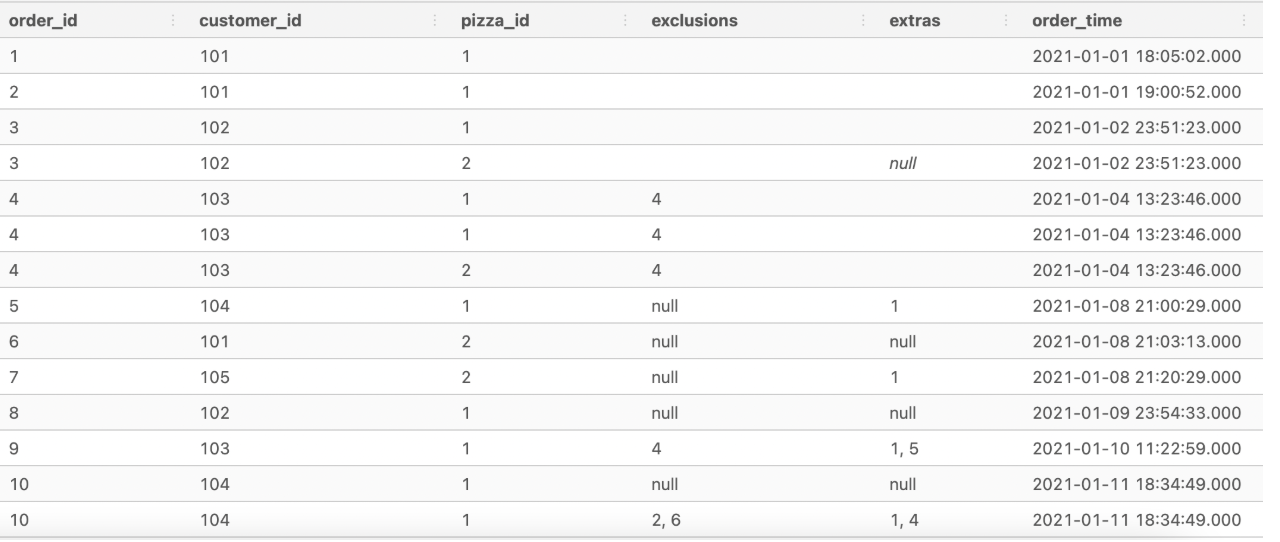 order_id customer_id pizza_id exclusions extras order_time
1 101 1 2021-01-01 18:05:02.000
2 101 1 2021-01-01 19:00:52.000
3 102 1 2021-01-02 23:51:23.000
3 102 2 null 2021-01-02 23:51:23.000
4 103 1 4 2021-01-04 13:23:46.000
4 103 1 4 2021-01-04 13:23:46.000
4 103 2 4 2021-01-04 13:23:46.000
5 104 1 null 1 2021-01-08 21:00:29.000
6 101 2 null null 2021-01-08 21:03:13.000
7 105 2 null 1 2021-01-08 21:20:29.000
8 102 1 null null 2021-01-09 23:54:33.000
9 103 1 4 1, 5 2021-01-10 11:22:59.000
10 104 1 null null 2021-01-11 18:34:49.000
10 104 1 2, 6 1, 4 2021-01-11 18:34:49.000